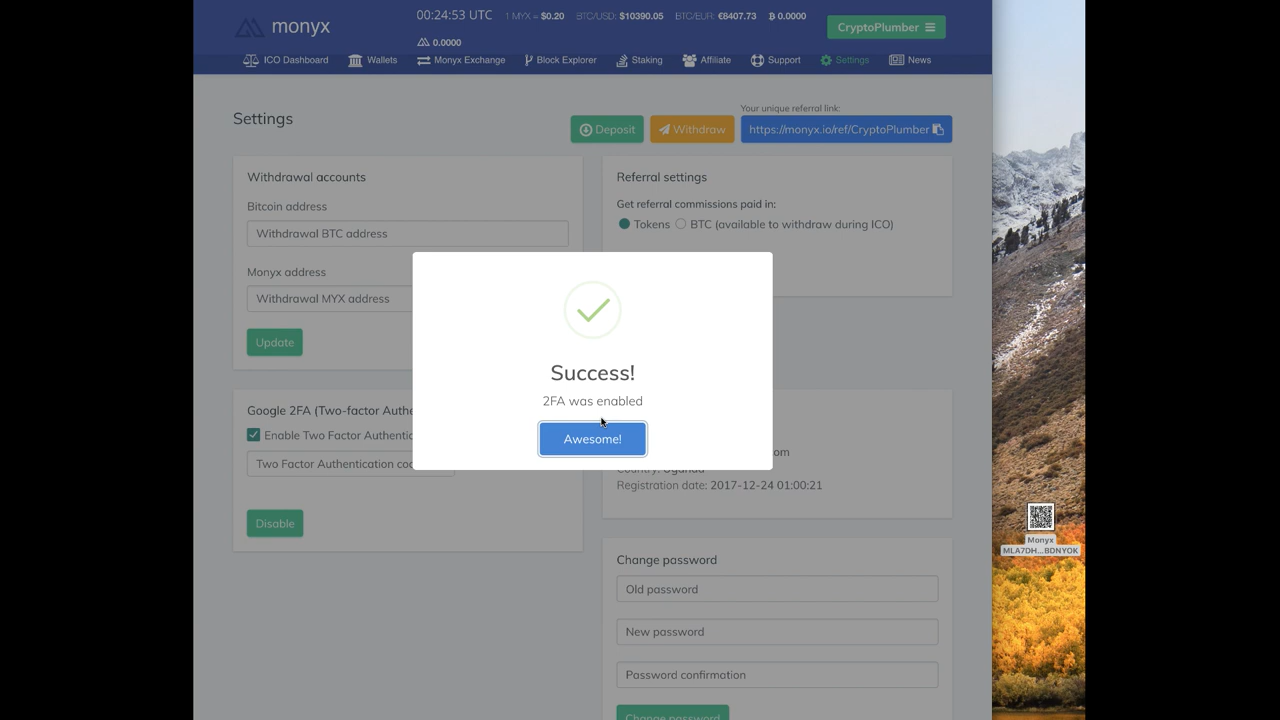 monyx
00:24:53 UTC
1 MYX = $0.20
BTC/USD: $10390.05
BTC/EUR: €8407.73
0.0000
0.0000
CryptoPlumber
ICO Dashboard
Wallets
Monyx Exchange
Block Explorer
Staking
Affiliate
Support
Settings
News
Settings
Deposit
Withdraw
Your unique referral link:
https://monyx.io/ref/CryptoPlumber
Withdrawal accounts
Bitcoin address
Withdrawal BTC address
Monyx address
Withdrawal MYX address
Update
Referral settings
Get referral commissions paid in:
Tokens
BTC (available to withdraw during ICO)
Success!
2FA was enabled
Awesome!
Google 2FA (Two-factor Authe
Enable Two Factor Authentic
Two Factor Authentication
Disable
om
Country: Uganda
Registration date: 2017-12-24 01:00:21
Change password
Old password
New password
Password confirmation
Change password
Monyx
MLA7DH...BDNYOK